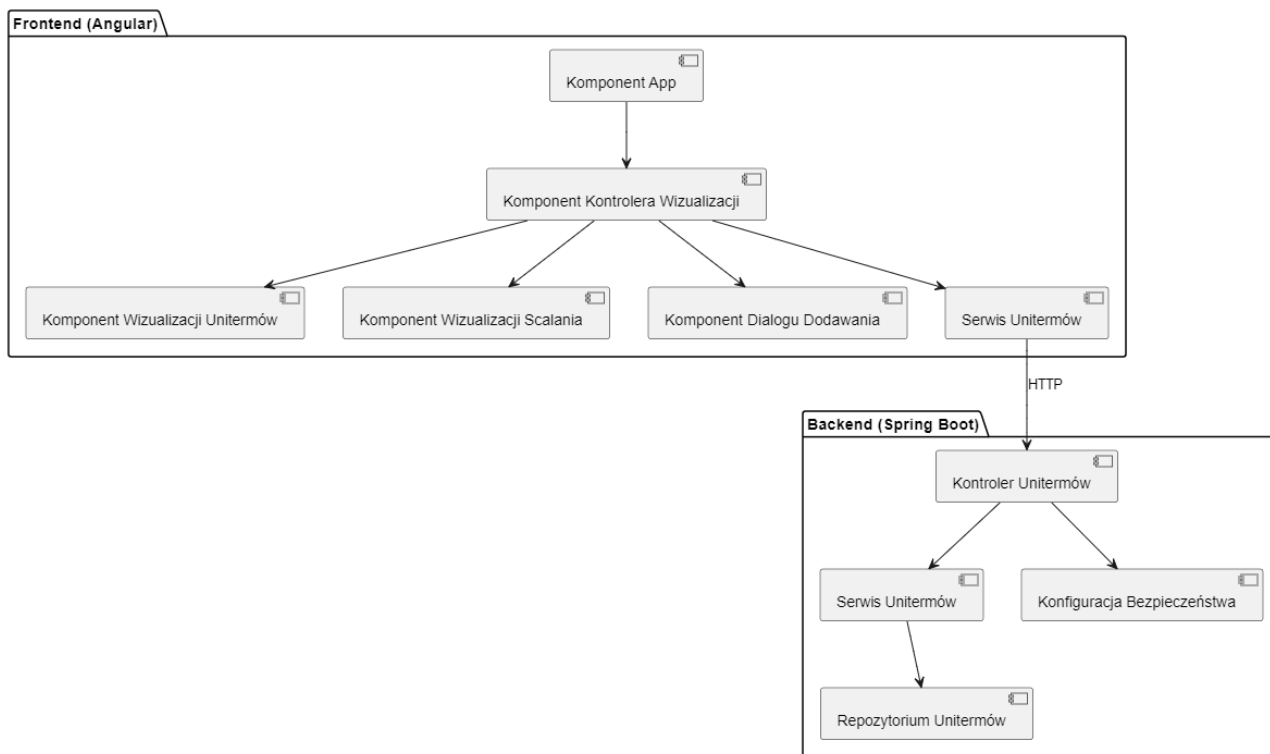 Frontend (Angular)
Komponent App
Komponent Kontrolera Wizualizacji
Komponent Wizualizacji Unitermów
Komponent Wizualizacji Scalania
Komponent Dialogu Dodawania
Serwis Unitermów
HTTP
Backend (Spring Boot)
Kontroler Unitermów
Serwis Unitermów
Konfiguracja Bezpieczeństwa
Repozytorium Unitermów